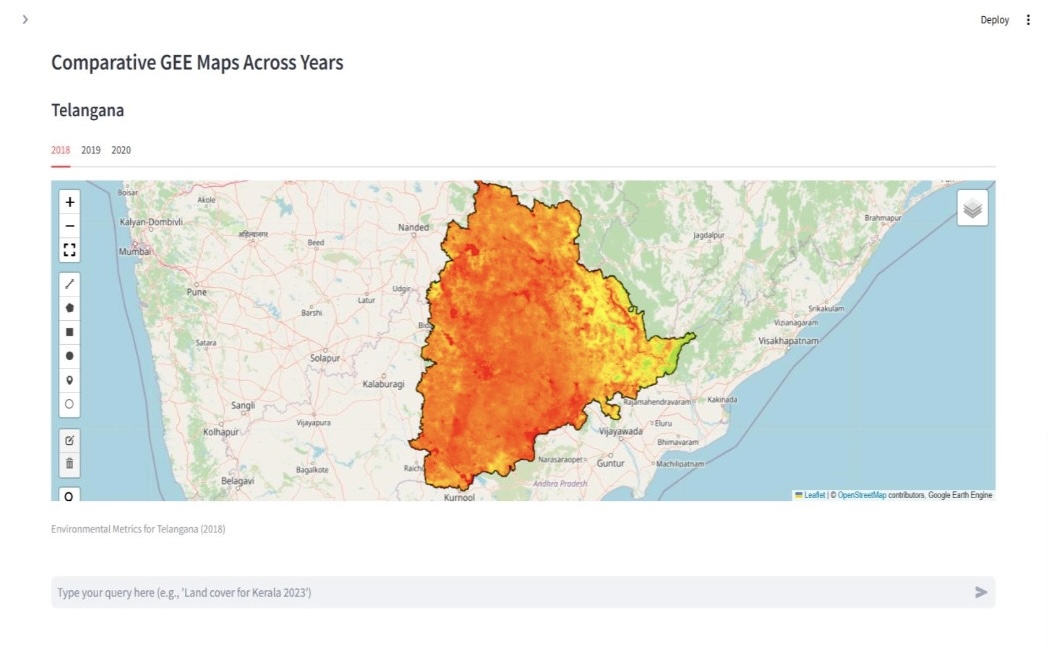 Deploy
Comparative GEE Maps Across Years
Telangana
2018 2019 2020
Boisar
Akole
Kalyan-Dombivli
Nanded
Brahmapur
Beed
Jagdalpur
Mumbai
Pune
Udgir
Latur
Barshi
Srikakulam
Vizianagaram
Satara
Visakhapatnam
Solapur
Kalaburagi
Sangli
Rajamahendravaram
Kakinada
Kolhapur
Vijayapura
Eluru
Vijayawada
Bhimavaram
Bagalkote
Narasaraopet
Guntur
Machilipatnam
Belagavi
Andhra Pradesh
Kurnool
Leaflet | © OpenStreetMap contributors, Google Earth Engine
Environmental Metrics for Telangana (2018)
Type your query here (e.g., 'Land cover for Kerala 2023')